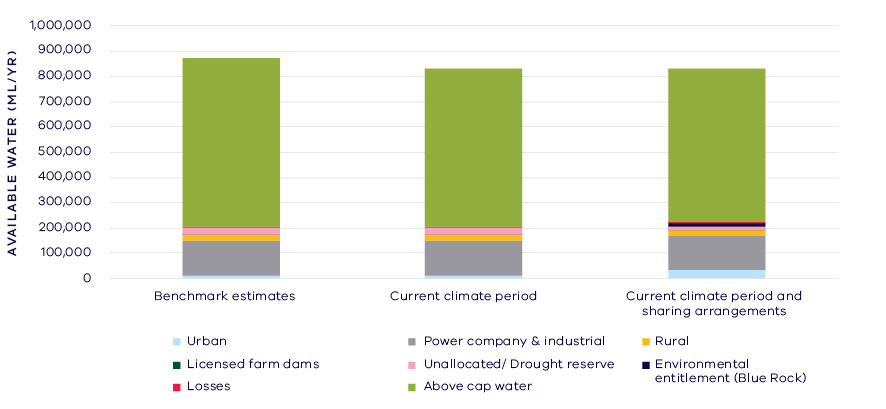 AVAILABLE WATER (ML/YR)
1,000,000
900,000
800,000
700,000
600,000
500,000
400,000
300,000
200,000
100,000
0
Benchmark estimates
Current climate period
Current climate period and
sharing arrangements
Urban
Power company & industrial
Rural
Licensed farm dams
Unallocated/ Drought reserve
Environmental
entitlement (Blue Rock)
Losses
Above cap water